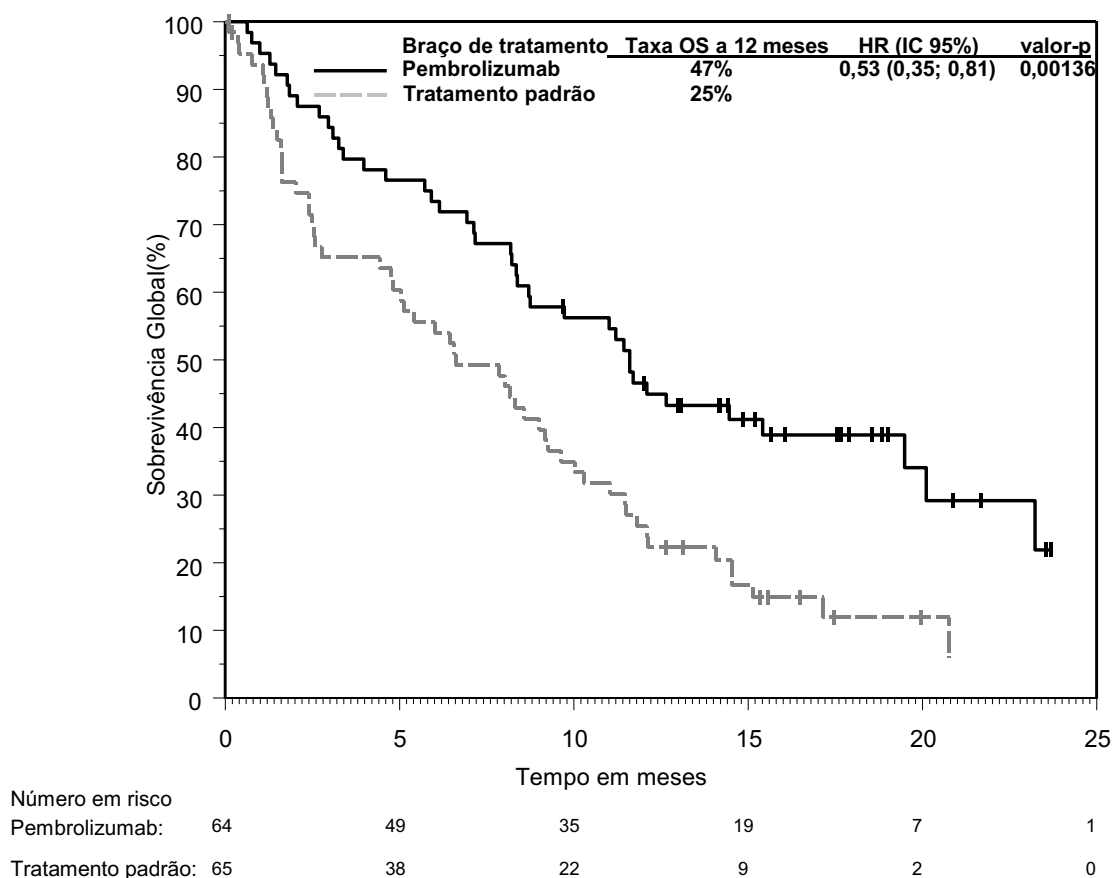 Braço de tratamento Taxa OS a 12 meses HR (IC 95%) valor-p
Pembrolizumab 47% 0,53 (0,35; 0,81) 0,00136
Tratamento padrão 25%
Sobrevivência Global(%)
100
90
80
70
60
50
40
30
20
10
0
0 5 10 15 20 25
Tempo em meses
Número em risco
Pembrolizumab: 64 49 35 19 7 1
Tratamento padrão: 65 38 22 9 2 0